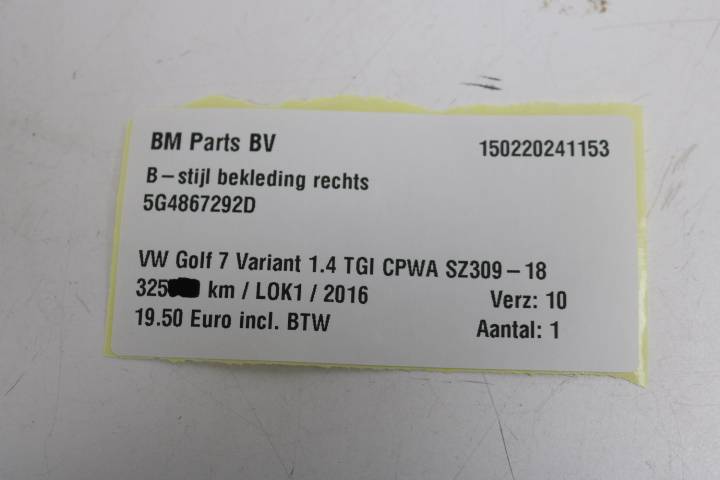 BM Parts BV 150220241153
B-stijl bekleding rechts
5G4867292D
VW Golf 7 Variant 1.4 TGI CPWA SZ309-18
325 km / LOK1 / 2016 Verz: 10
19.50 Euro incl. BTW Aantal: 1